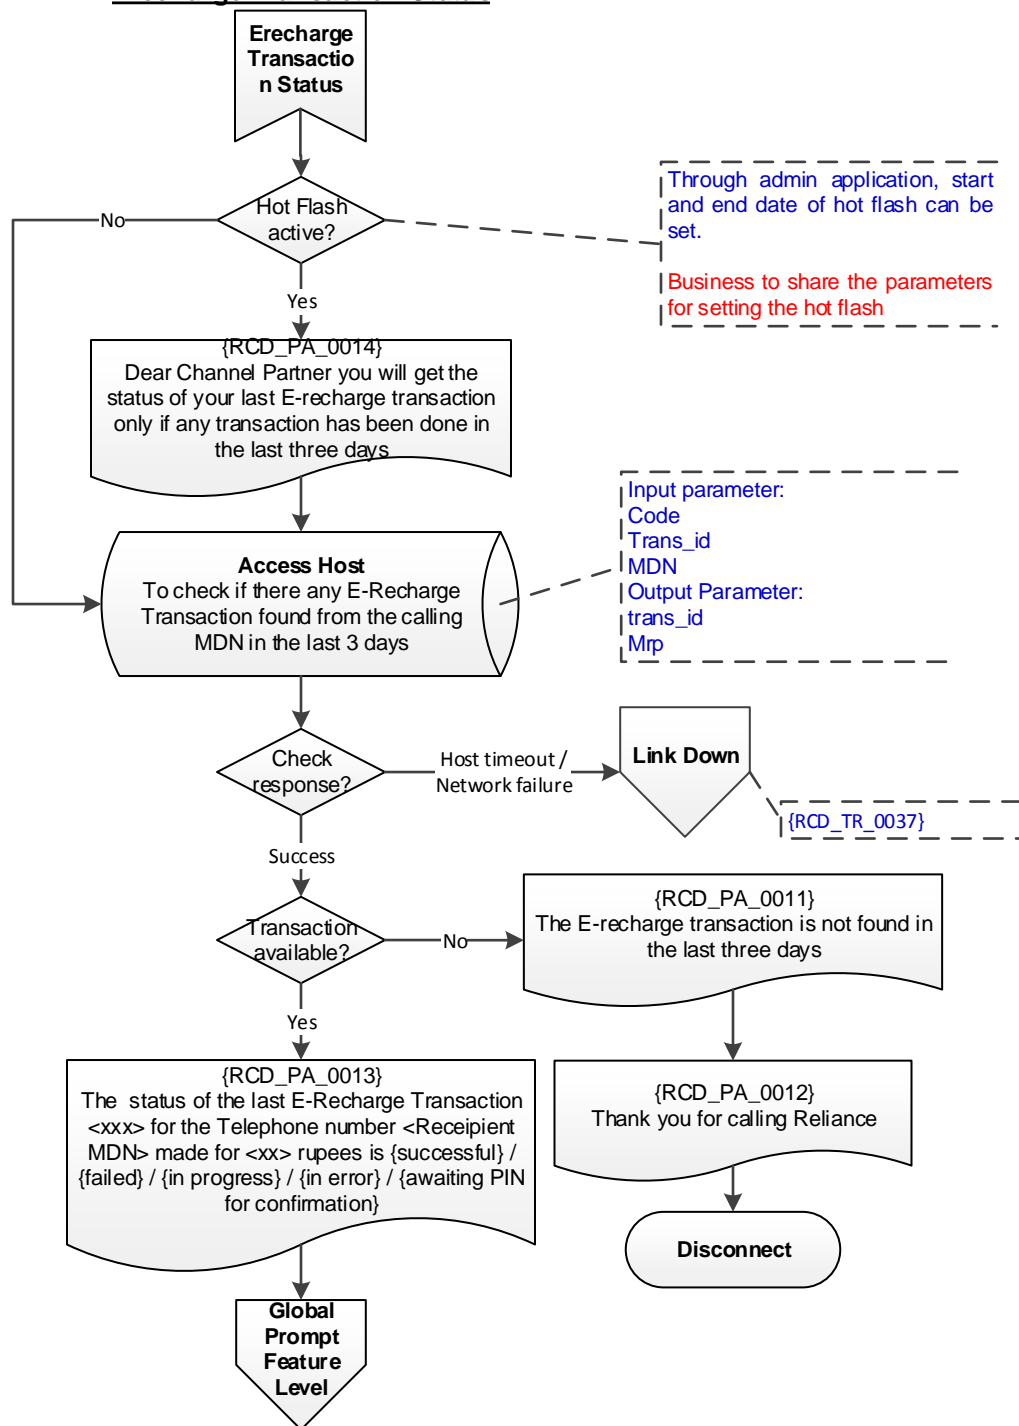 Erecharge
Transactio
n Status
Hot Flash
active?
No
Through admin application, start
and end date of hot flash can be
set.
Business to share the parameters
for setting the hot flash
Yes
{RCD_PA_0014}
Dear Channel Partner you will get the
status of your last E-recharge transaction
only if any transaction has been done in
the last three days
Access Host
To check if there any E-Recharge
Transaction found from the calling
MDN in the last 3 days
Input parameter:
Code
Trans_id
MDN
Output Parameter:
trans_id
Mrp
Check
response?
Host timeout /
Network failure
Link Down
{RCD_TR_0037}
Success
Transaction
available?
No
{RCD_PA_0011}
The E-recharge transaction is not found in
the last three days
Yes
{RCD_PA_0013}
The status of the last E-Recharge Transaction
<xxx> for the Telephone number <Receipient
MDN> made for <xx> rupees is {successful} /
{failed} / {in progress} / {in error} / {awaiting PIN
for confirmation}
{RCD_PA_0012}
Thank you for calling Reliance
Disconnect
Global
Prompt
Feature
Level